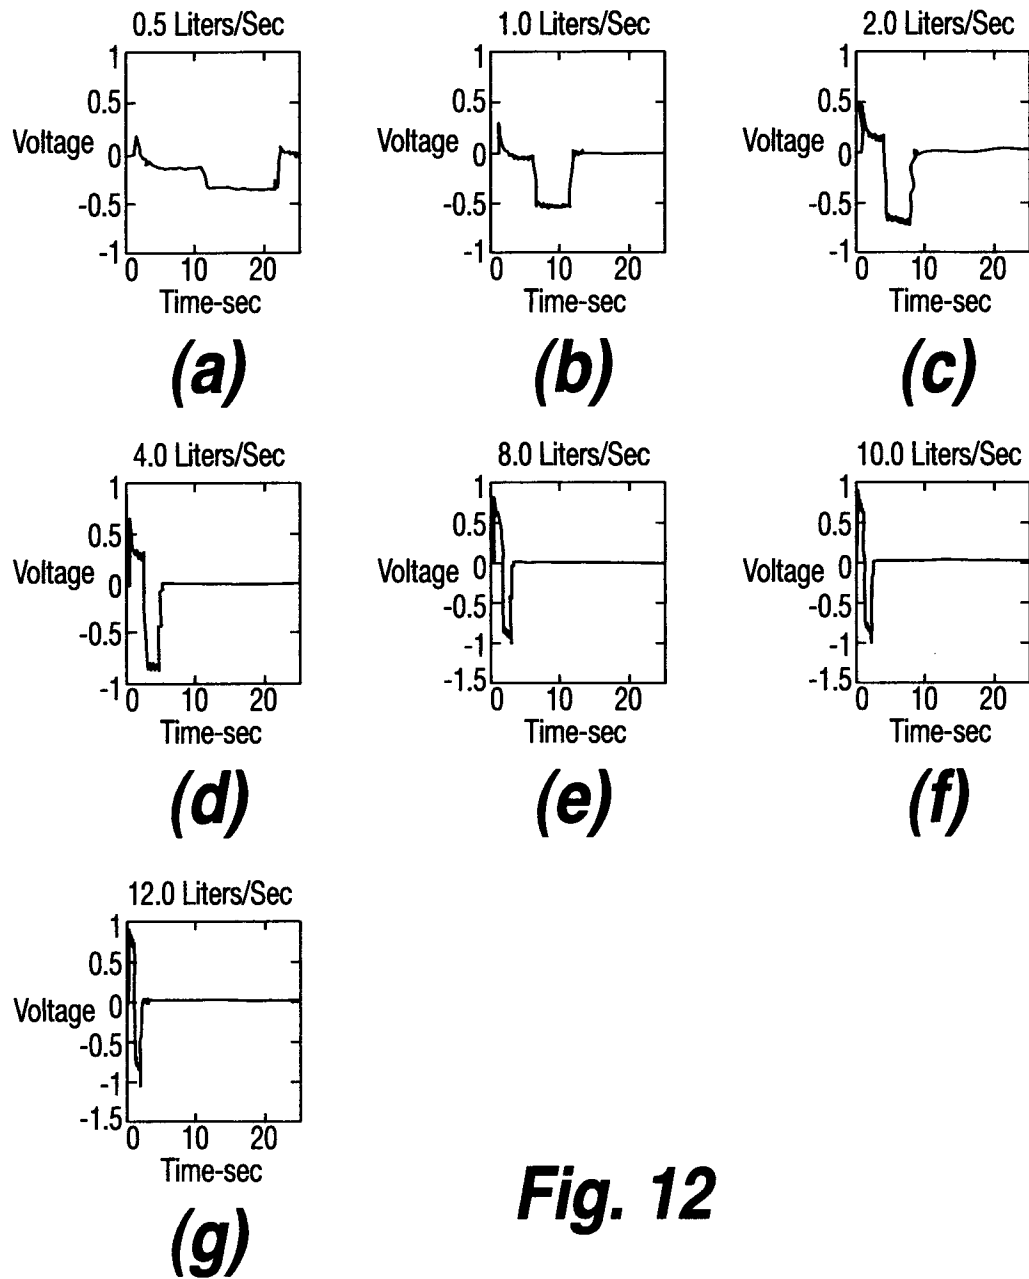 0.5 Liters/Sec
1
0.5
Voltage 0
-0.5
-1
0 10 20
Time-sec
(a)
1.0 Liters/Sec
1
0.5
Voltage 0
-0.5
-1
0 10 20
Time-sec
(b)
2.0 Liters/Sec
1
0.5
Voltage 0
-0.5
-1
0 10 20
Time-sec
(c)
4.0 Liters/Sec
1
0.5
Voltage 0
-0.5
-1
0 10 20
Time-sec
(d)
8.0 Liters/Sec
1
0.5
Voltage 0
-0.5
-1
-1.5
0 10 20
Time-sec
(e)
10.0 Liters/Sec
1
0.5
Voltage 0
-0.5
-1
-1.5
0 10 20
Time-sec
(f)
12.0 Liters/Sec
1
0.5
Voltage 0
-0.5
-1
-1.5
0 10 20
Time-sec
(g)
Fig. 12